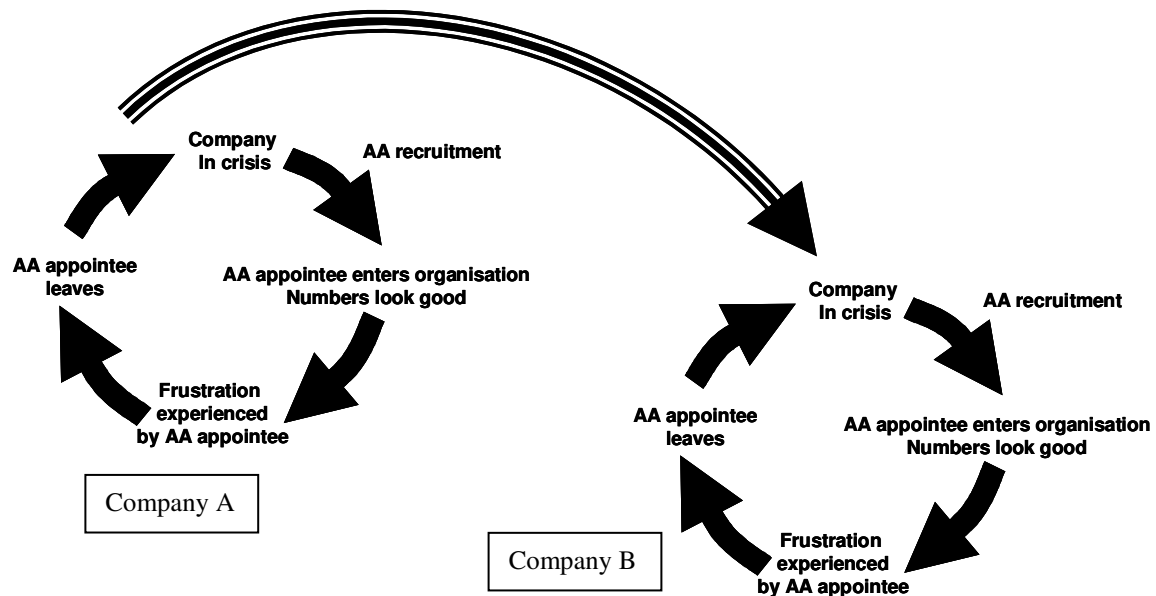 Company
In crisis
AA recruitment
AA appointee enters organisation
Numbers look good
Frustration
experienced
by AA appointee
AA appointee
leaves
Company A
Company
In crisis
AA recruitment
AA appointee enters organisation
Numbers look good
Frustration
experienced
by AA appointee
AA appointee
leaves
Company B